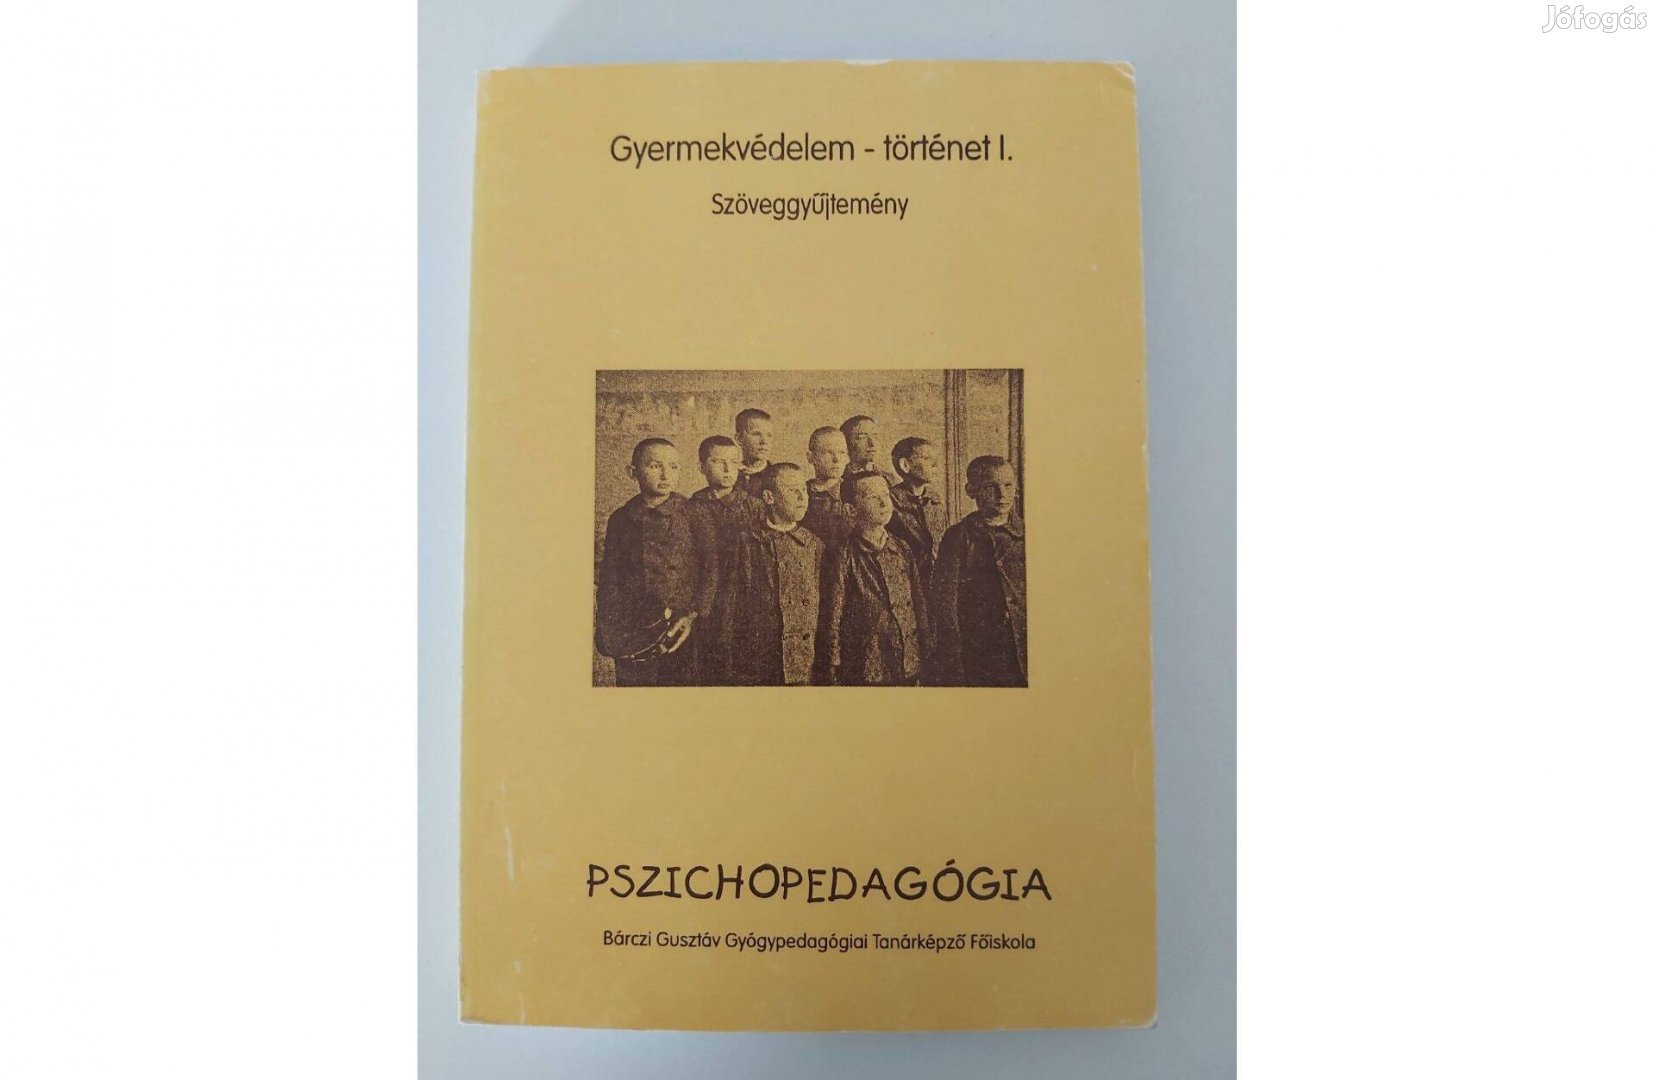 Jófogás
Gyermekvédelem - történet I.
Szöveggyűjtemény
PSZICHOPEDAGÓGIA
Bárczi Gusztáv Gyógypedagógiai Tanárképző Főiskola